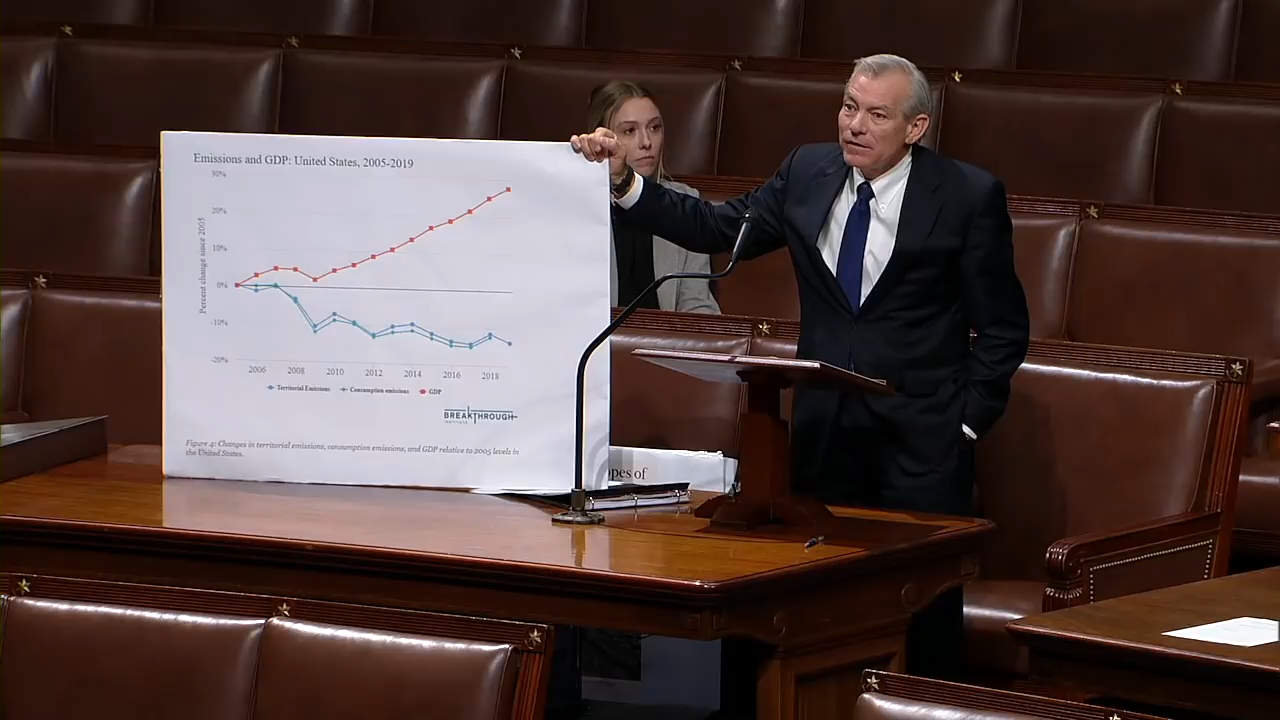 Emissions and GDP: United States, 2005-2019
30%
20%
10%
0%
-10%
-20%
Percent change since 2005
2006 2008 2010 2012 2014 2016 2018
Territorial Emissions Consumption emissions GDP
BREAKTHROUGH
INSTITUTE
Figure 4: Changes in territorial emissions, consumption emissions, and GDP relative to 2005 levels in
the United States.
opes of